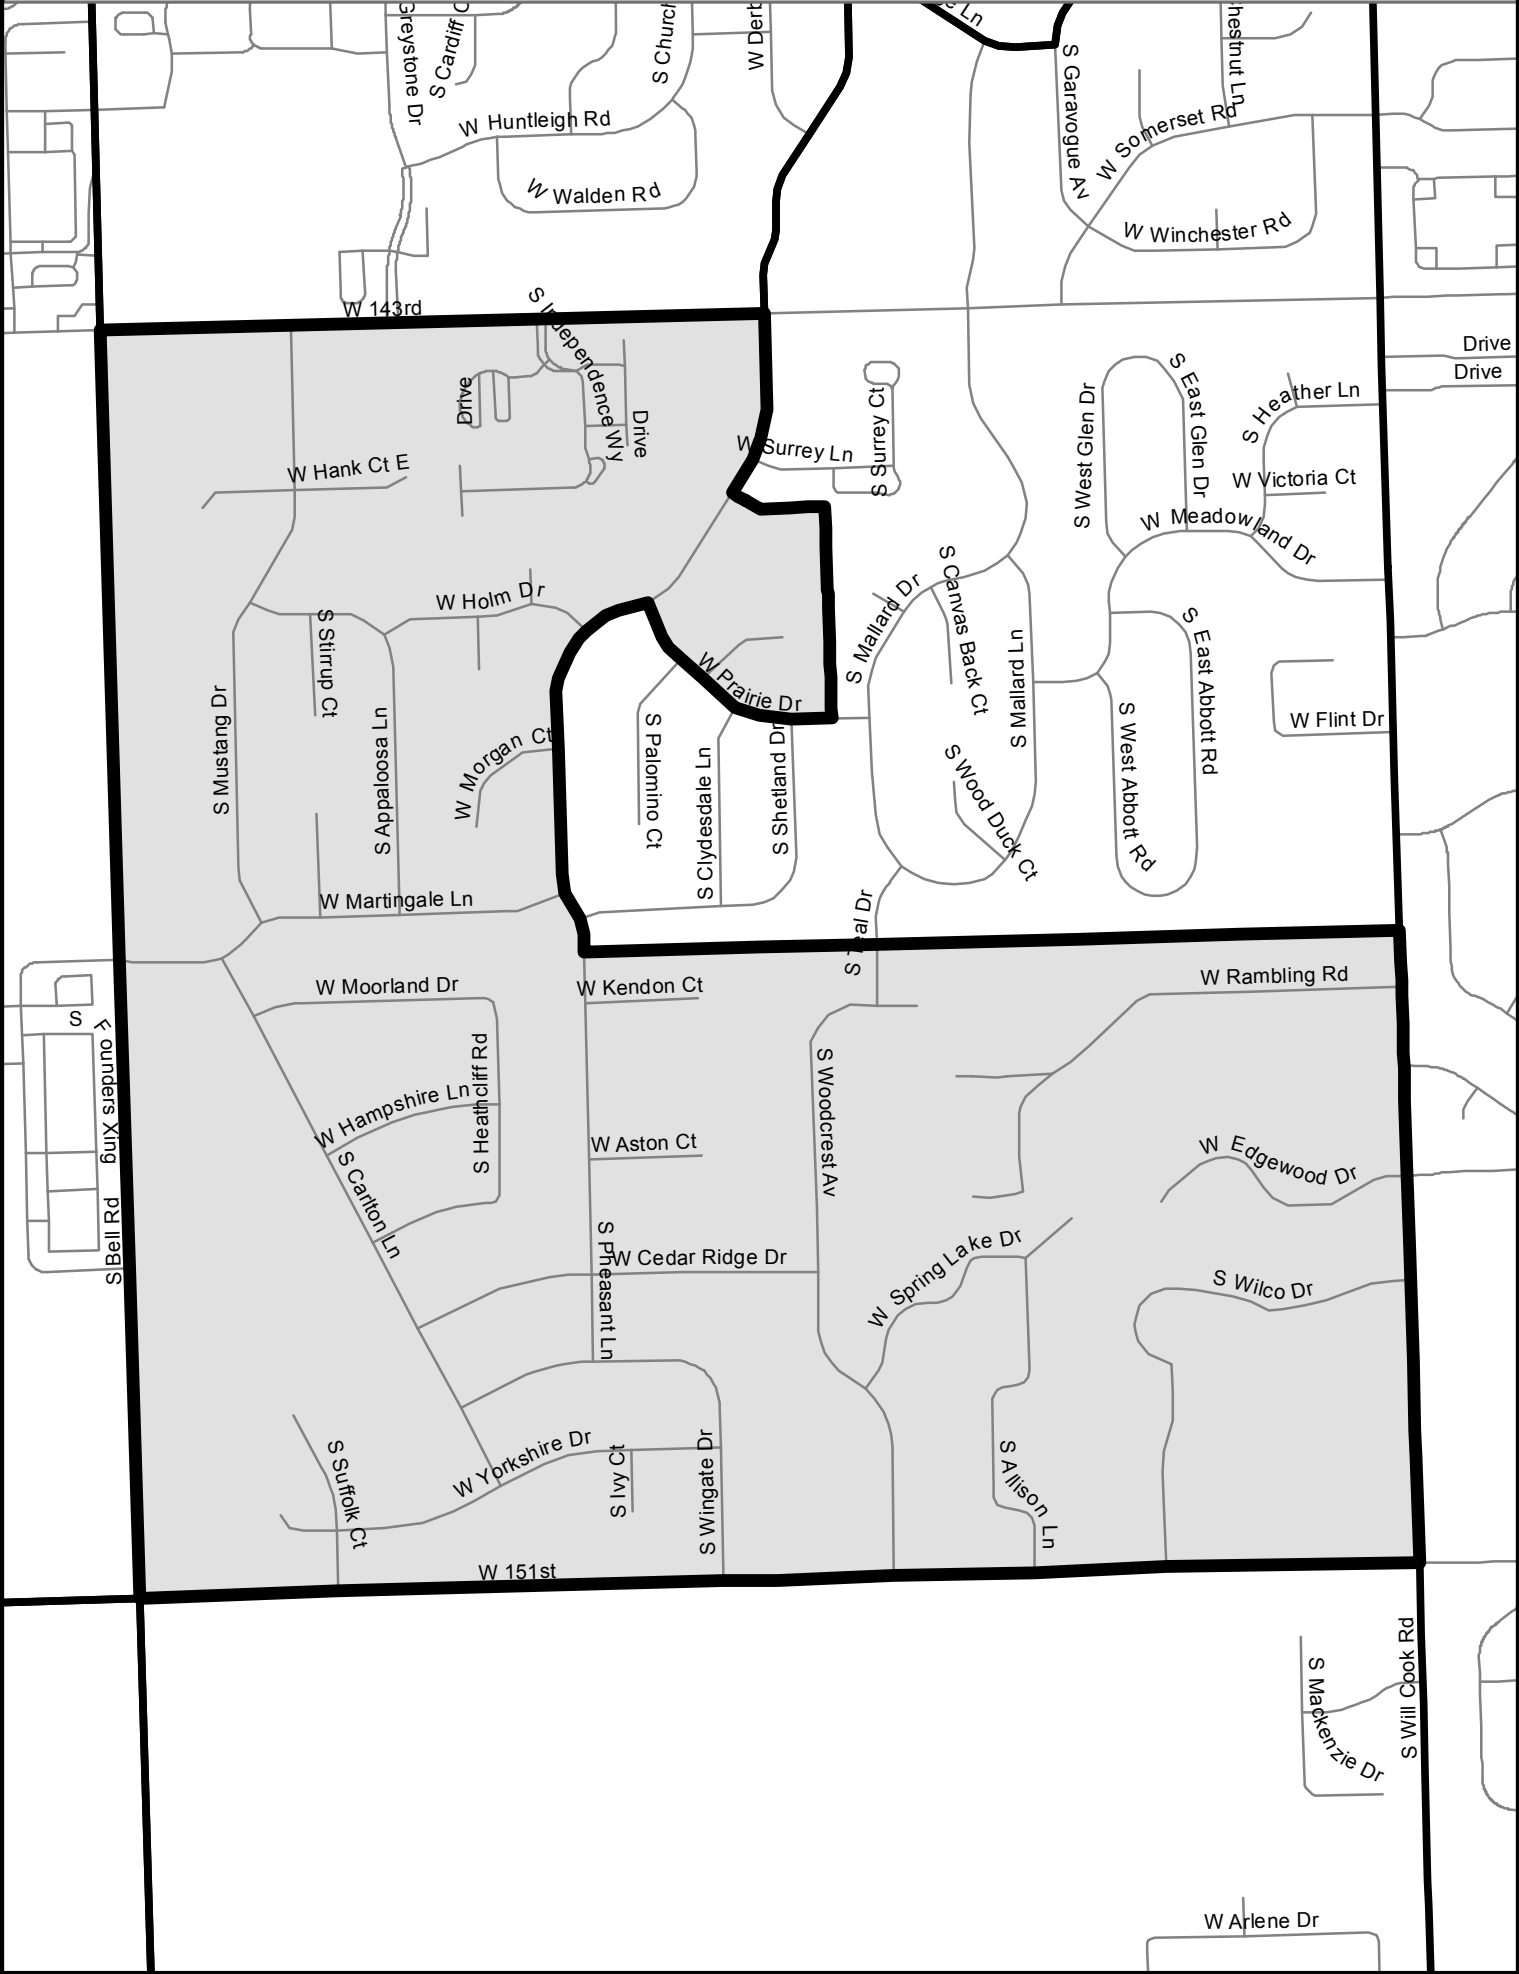 Greystone Dr
S Cardiff C
S Church
W Derb
Ln
S Garavogue Av
hestnut Ln
W Huntleigh Rd
W Somerset Rd
W Walden Rd
W Winchester Rd
W 143rd
S Independence Wy
Drive
Drive
Drive
Drive
W Hank Ct E
W Surrey Ln
S Surrey Ct
S West Glen Dr
S East Glen Dr
S Heather Ln
W Victoria Ct
W Meadowland Dr
W Holm Dr
S Stirrup Ct
S Mustang Dr
S Appaloosa Ln
W Morgan Ct
W Prairie Dr
S Palomino Ct
S Clydesdale Ln
S Shetland Dr
S Mallard Dr
S Canvas Back Ct
S Mallard Ln
S Wood Duck Ct
S East Abbott Rd
S West Abbott Rd
W Flint Dr
W Martingale Ln
S Teal Dr
W Moorland Dr
W Kendon Ct
W Rambling Rd
S Founders Xing
S Heathcliff Rd
W Hampshire Ln
S Carlton Ln
W Aston Ct
S Woodcrest Av
W Edgewood Dr
S Bell Rd
S Pheasant Ln
W Cedar Ridge Dr
W Spring Lake Dr
S Wilco Dr
S Suffolk Ct
W Yorkshire Dr
S Ivy Ct
S Wingate Dr
S Allison Ln
W 151st
S Will Cook Rd
S Mackenzie Dr
W Arlene Dr